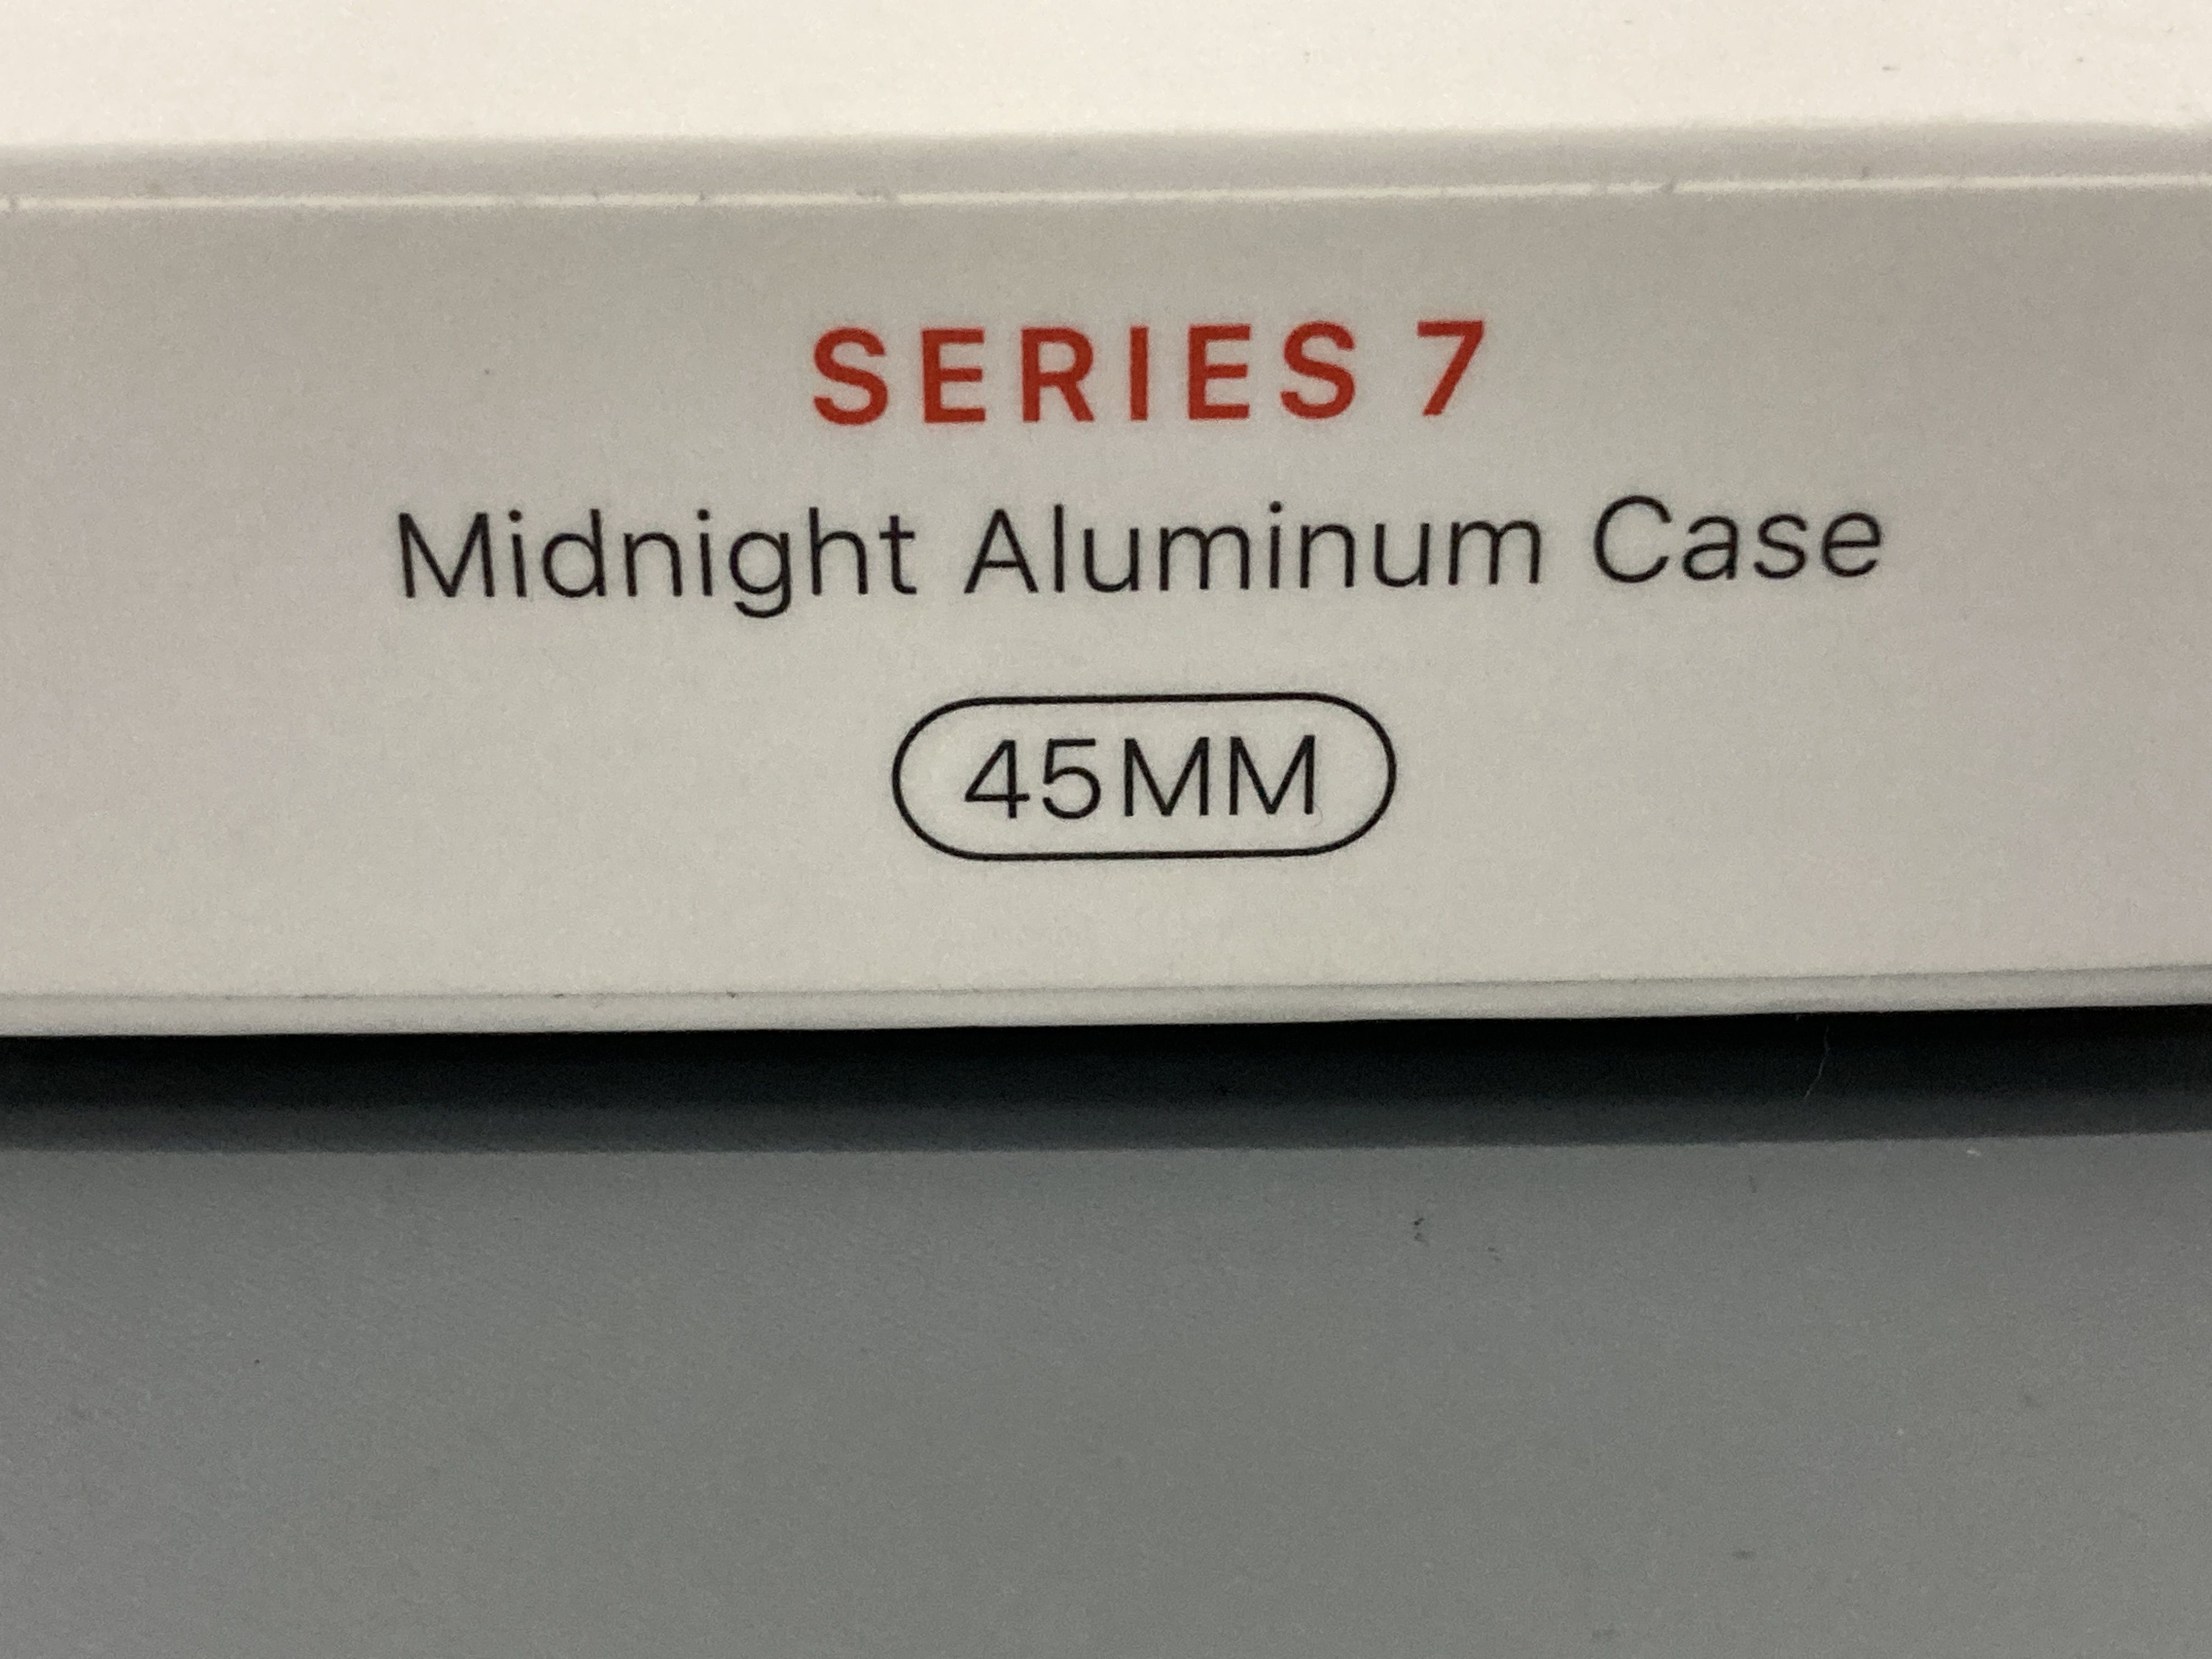 SERIES 7
Midnight Aluminum Case
45MM